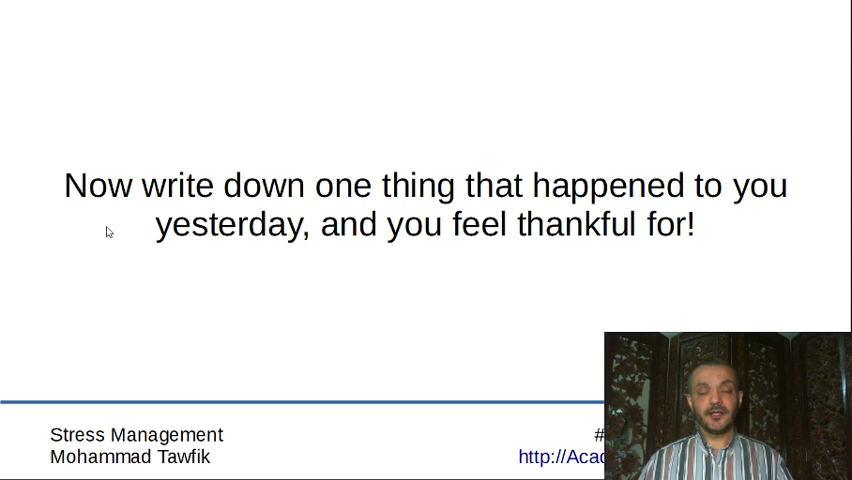 Now write down one thing that happened to you
yesterday, and you feel thankful for!
Stress Management
#
Mohammad Tawfik
http://Acad